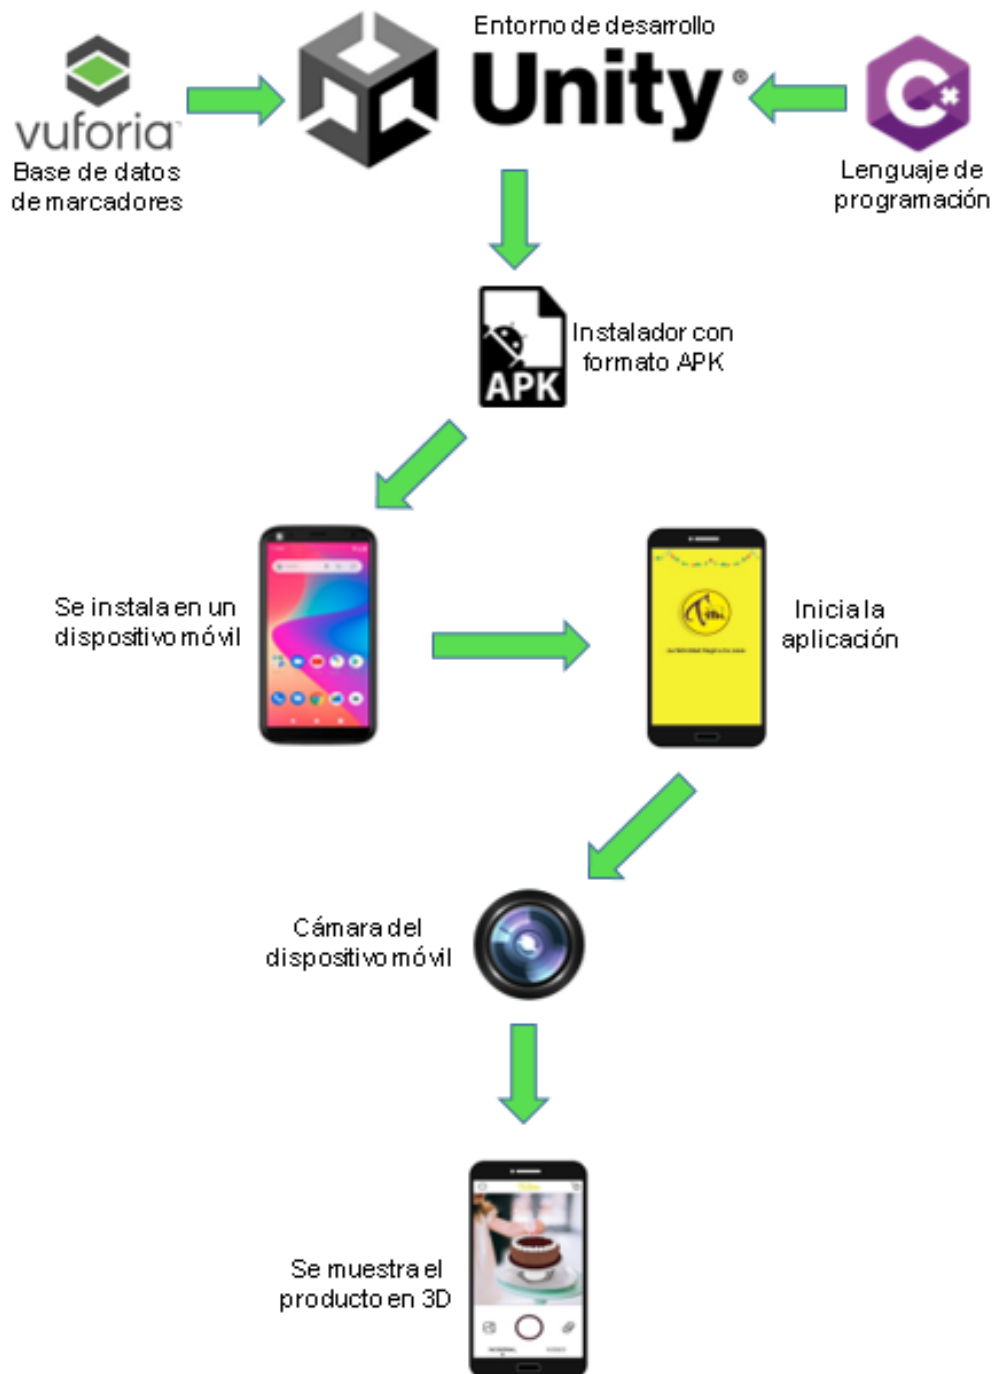 Entorno de desarrollo
Unity
vuforia
Base de datos
de marcadores
C#
Lenguaje de
programación
APK
Instalador con
formato APK
Se instala en un
dispositivo móvil
Inicia la
aplicación
Cámara del
dispositivo móvil
Se muestra el
producto en 3D